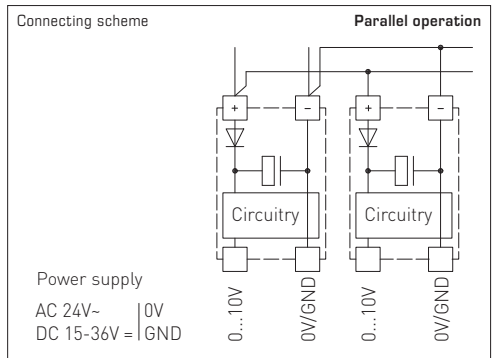 Connecting scheme
Parallel operation
+ − + −
Circuitry Circuitry
0...10V 0V/GND 0...10V 0V/GND
Power supply
AC 24V~ | 0V
DC 15-36V = | GND